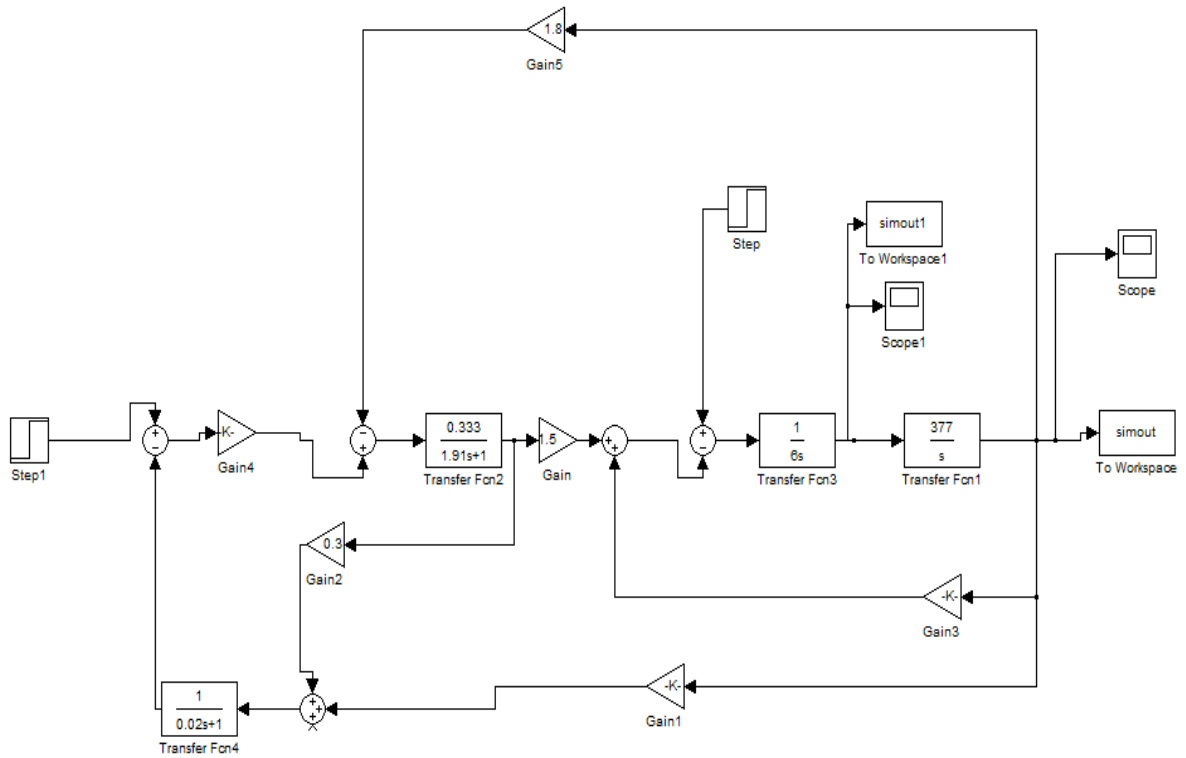 1.8
Gain5
Step
simout1
To Workspace1
Scope
Scope1
Step1
+
−
-K-
Gain4
−
+
0.333
1.91s+1
Transfer Fcn2
1.5
Gain
+
+
+
−
1
6s
Transfer Fcn3
377
s
Transfer Fcn1
simout
To Workspace
0.3
Gain2
-K-
Gain3
-K-
Gain1
+
+
+
1
0.02s+1
Transfer Fcn4